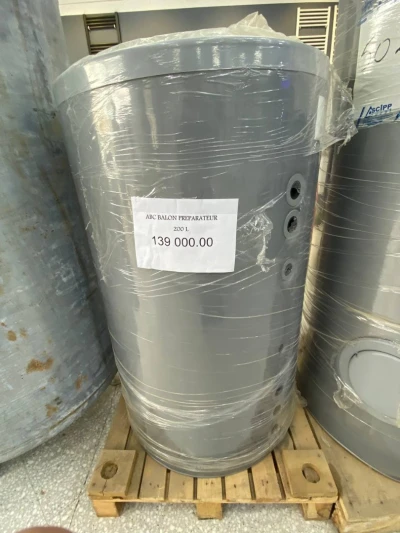 ABC BALON PREPARATEUR
200 L
139 000.00